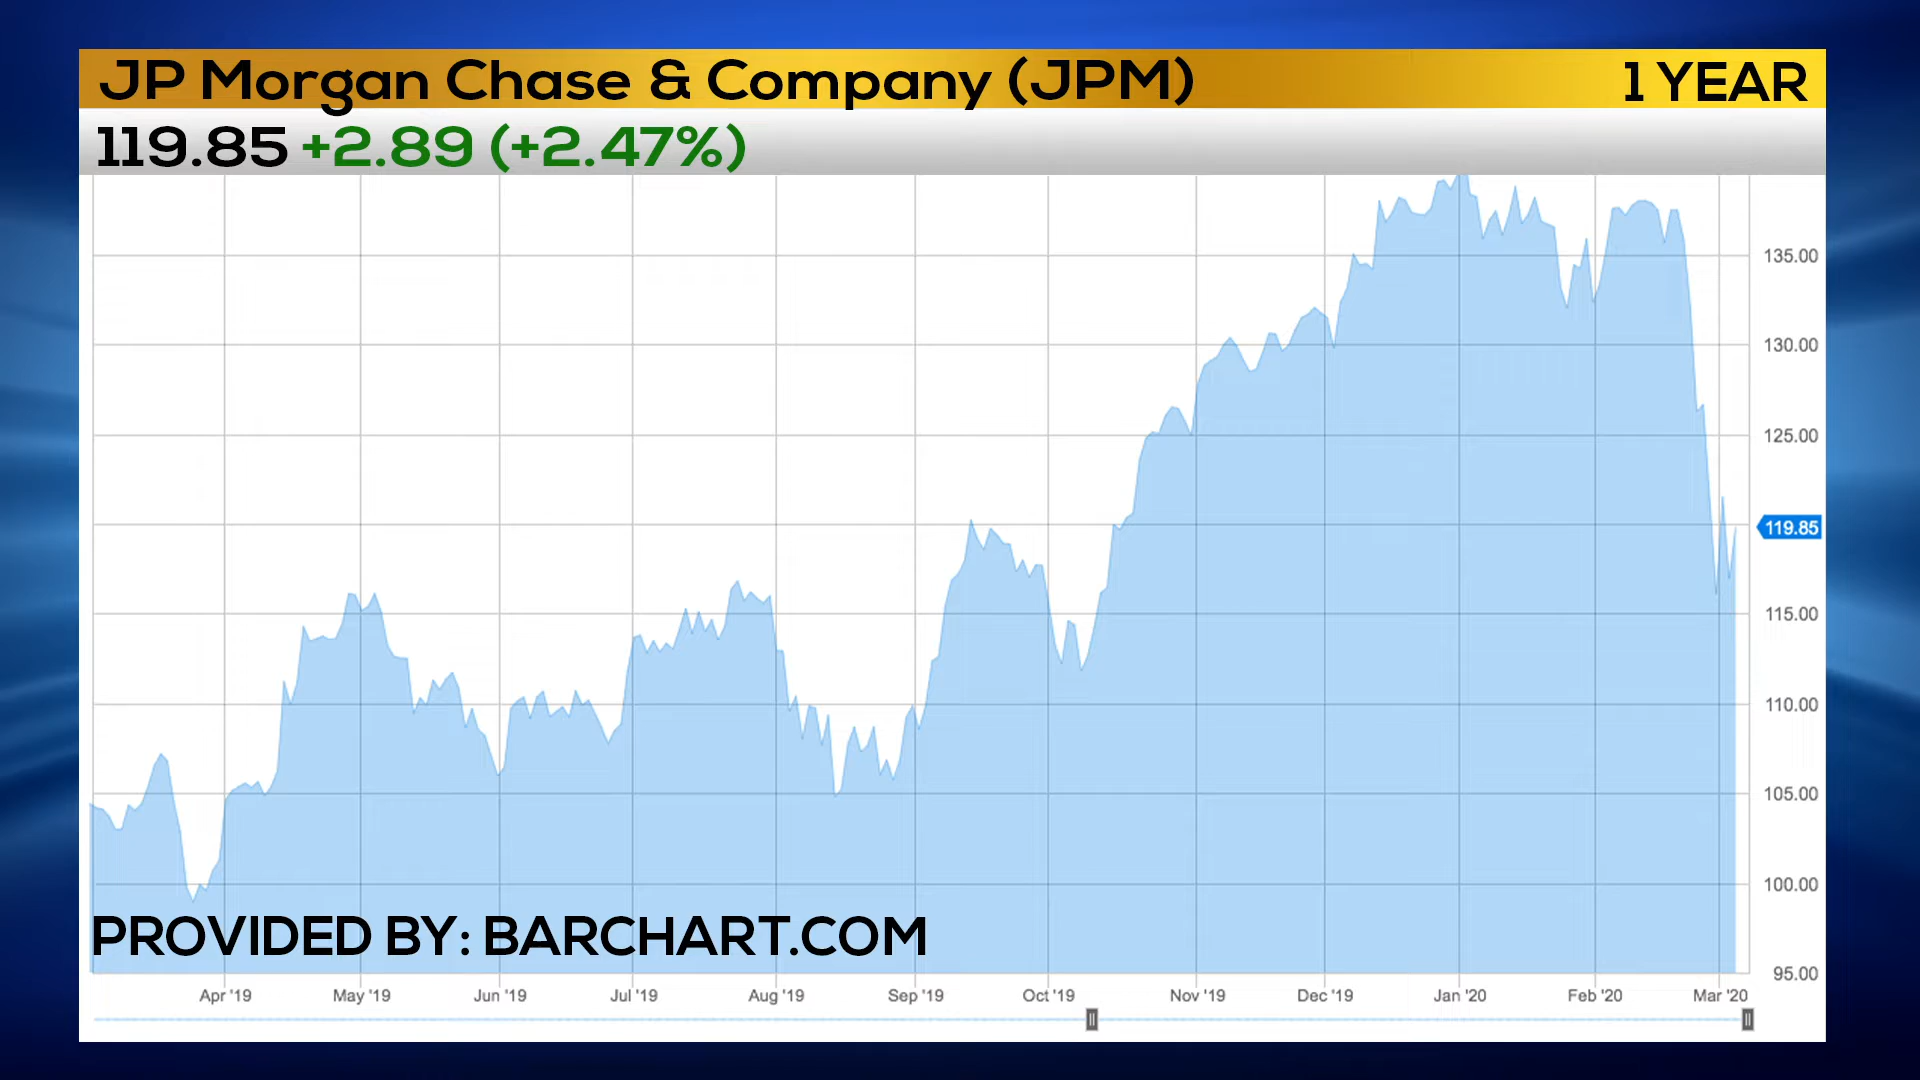 JP Morgan Chase & Company (JPM) 1 YEAR
119.85 +2.89 (+2.47%)
135.00
130.00
125.00
119.85
115.00
110.00
105.00
100.00
PROVIDED BY: BARCHART.COM
95.00
Apr '19 May '19 Jun '19 Jul '19 Aug '19 Sep '19 Oct '19 Nov '19 Dec '19 Jan '20 Feb '20 Mar '20